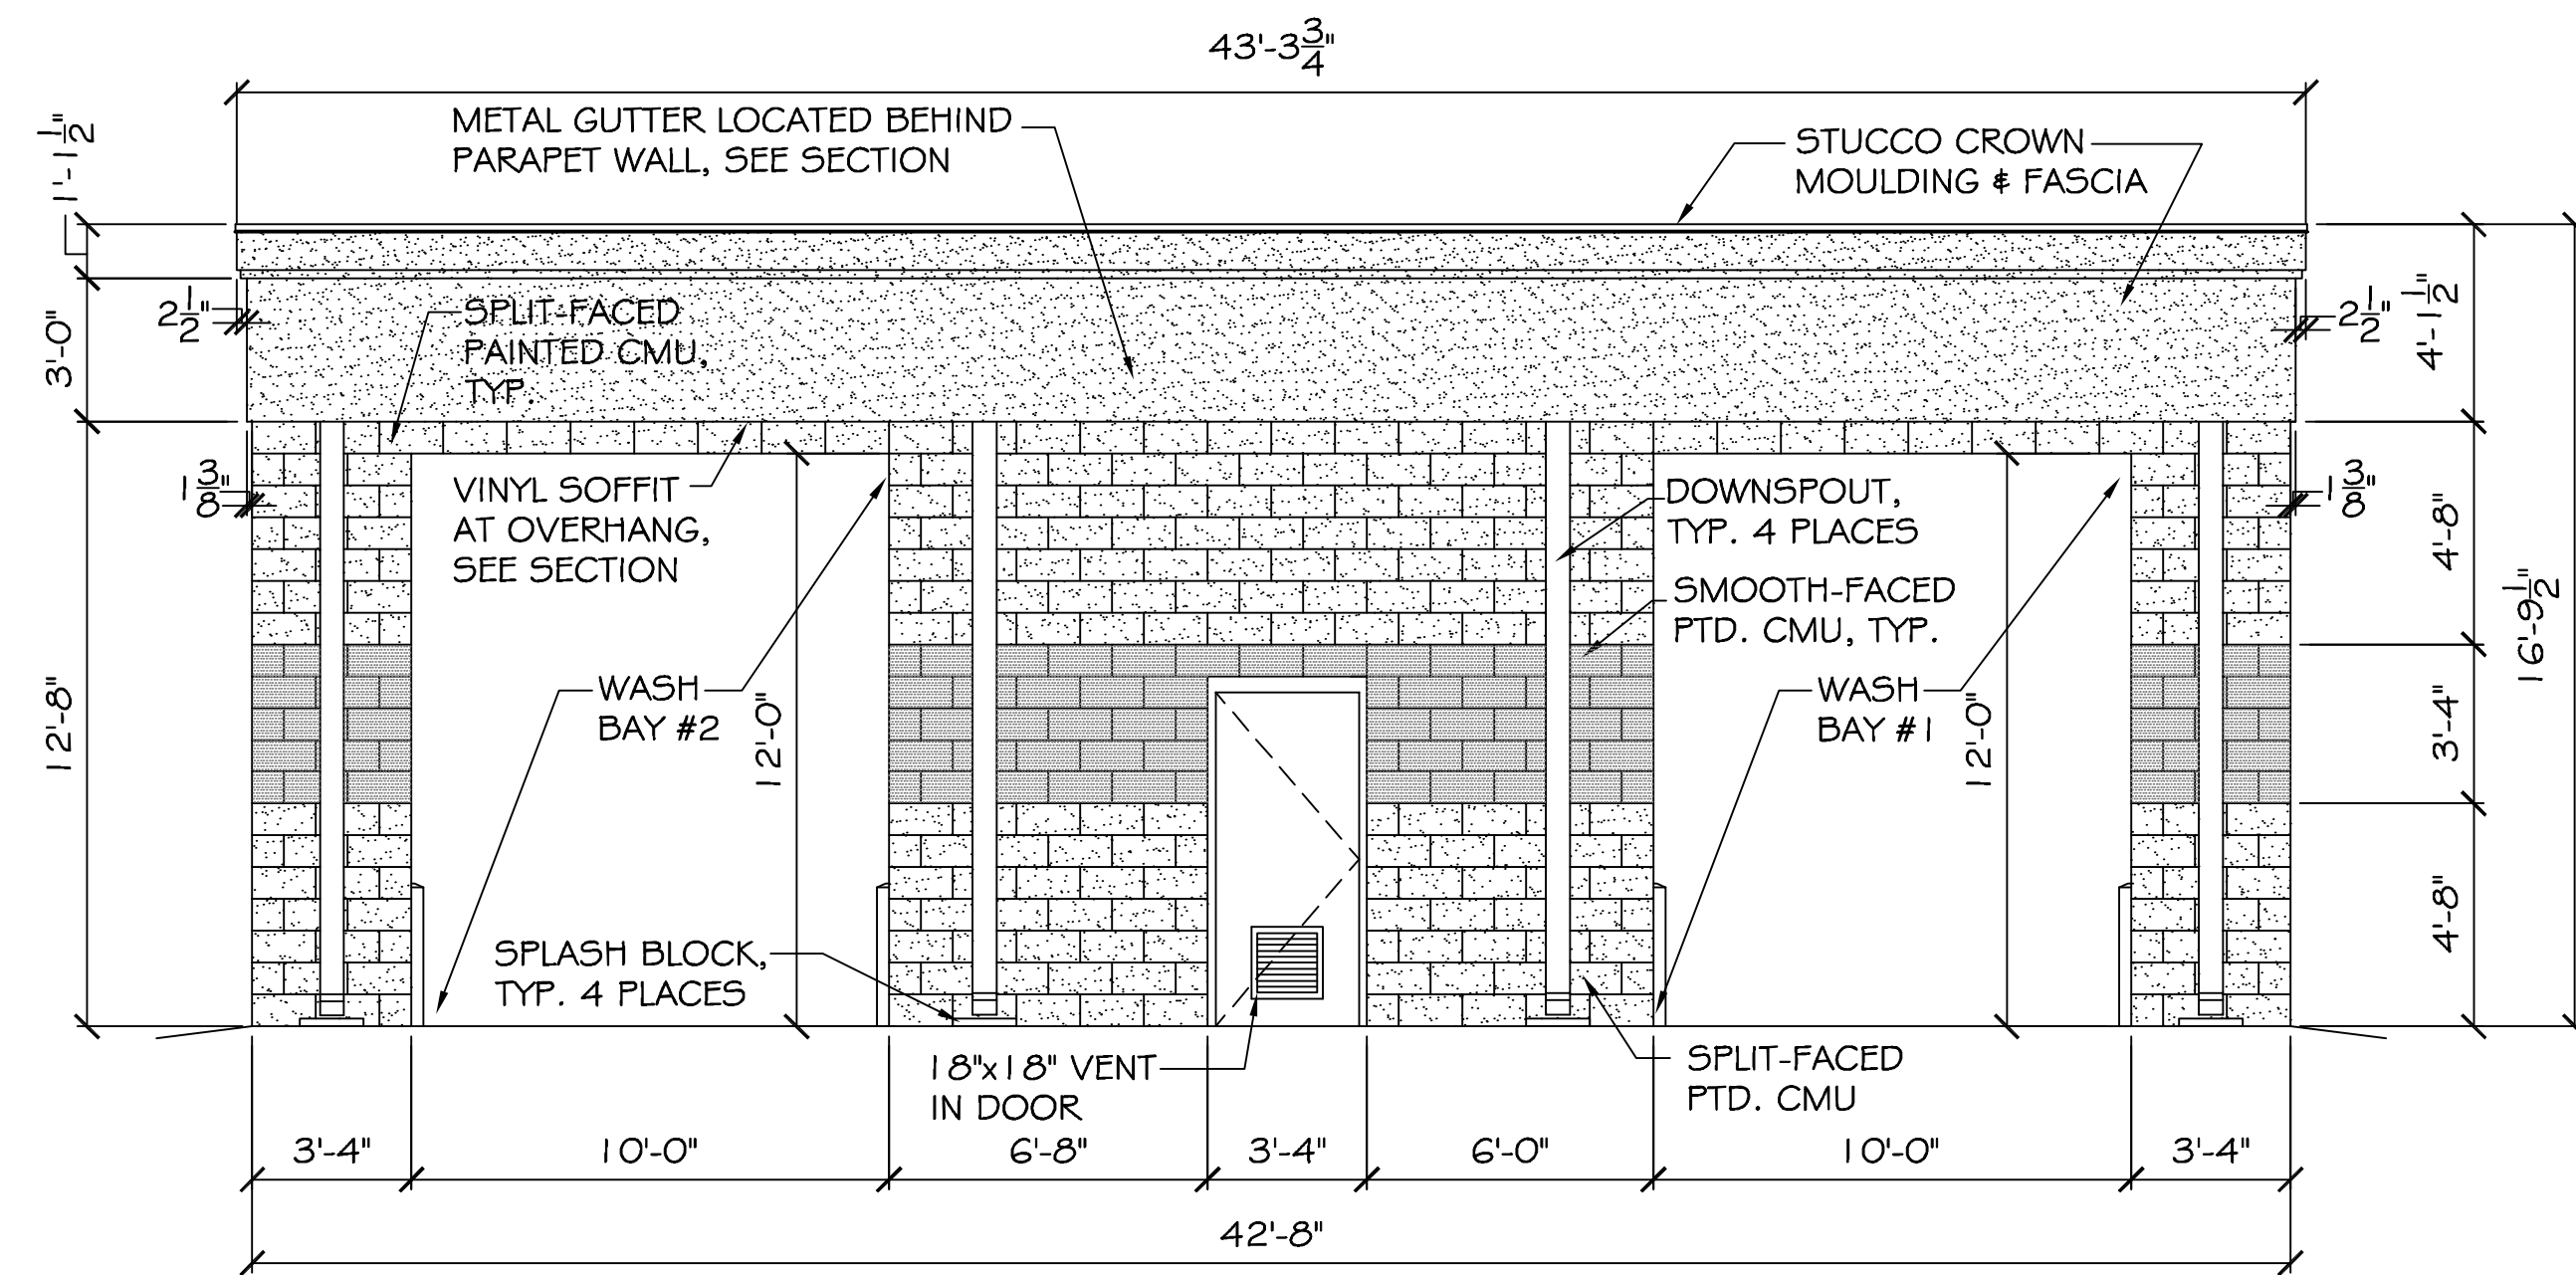 43'-3 3/4"
METAL GUTTER LOCATED BEHIND
PARAPET WALL, SEE SECTION
STUCCO CROWN
MOULDING & FASCIA
1'-1 1/2"
3'-0"
12'-8"
2 1/2"
SPLIT-FACED
PAINTED CMU,
TYP.
2 1/2"
4'-1 1/2"
1 3/8"
VINYL SOFFIT
AT OVERHANG,
SEE SECTION
DOWNSPOUT,
TYP. 4 PLACES
1 3/8"
SMOOTH-FACED
PTD. CMU, TYP.
4'-8"
16'-9 1/2"
WASH
BAY #2
12'-0"
WASH
BAY #1
12'-0"
3'-4"
4'-8"
SPLASH BLOCK,
TYP. 4 PLACES
18"x18" VENT
IN DOOR
SPLIT-FACED
PTD. CMU
3'-4"
10'-0"
6'-8"
3'-4"
6'-0"
10'-0"
3'-4"
42'-8"